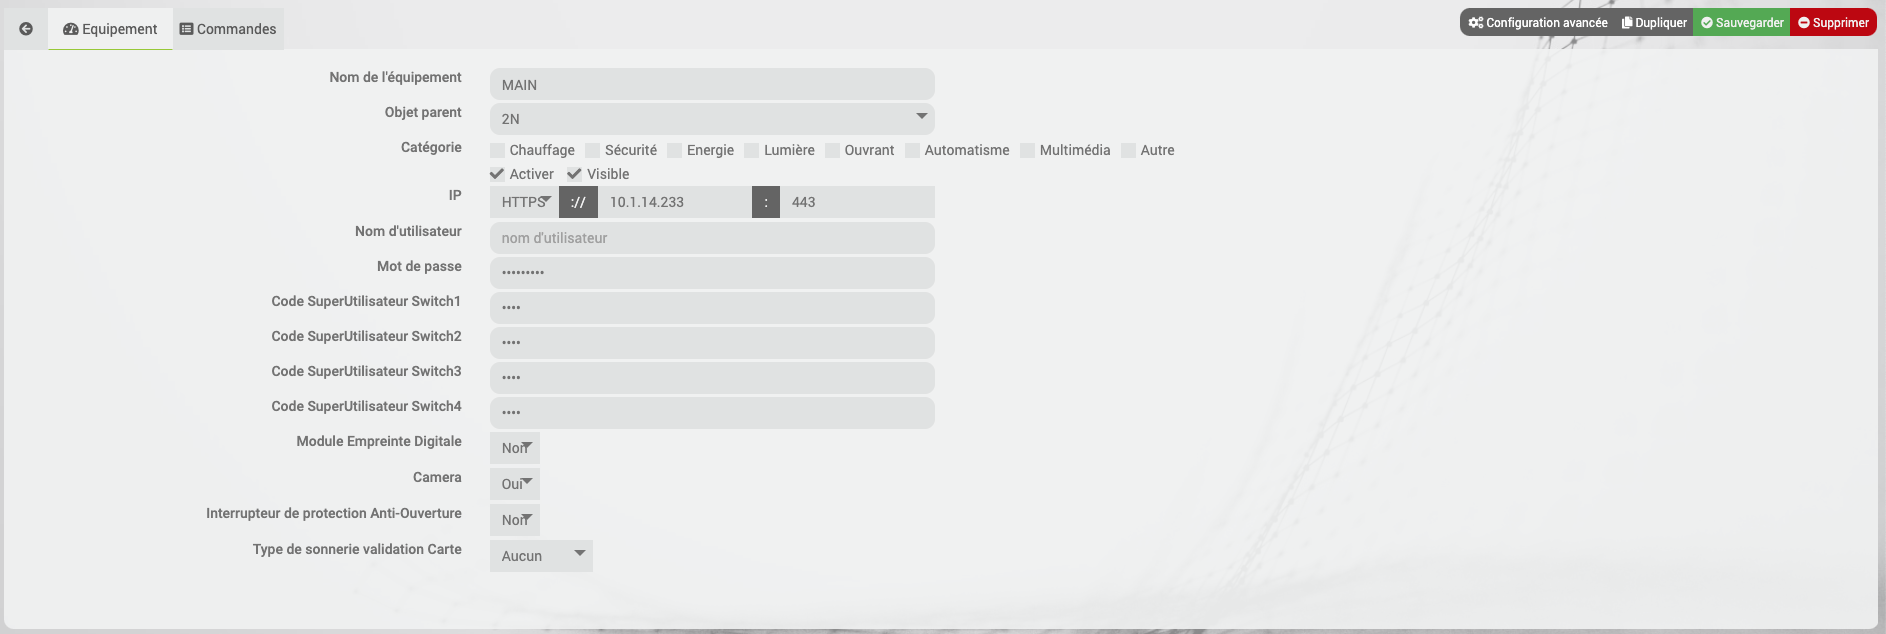 Equipement Commandes Configuration avancée Dupliquer Sauvegarder Supprimer
Nom de l'équipement MAIN
Objet parent 2N
Catégorie Chauffage Sécurité Energie Lumière Ouvrant Automatisme Multimédia Autre
Activer Visible
IP HTTPS :// 10.1.14.233 : 443
Nom d'utilisateur nom d'utilisateur
Mot de passe •••••••••
Code SuperUtilisateur Switch1 ••••
Code SuperUtilisateur Switch2 ••••
Code SuperUtilisateur Switch3 ••••
Code SuperUtilisateur Switch4 ••••
Module Empreinte Digitale Non
Camera Oui
Interrupteur de protection Anti-Ouverture Non
Type de sonnerie validation Carte Aucun